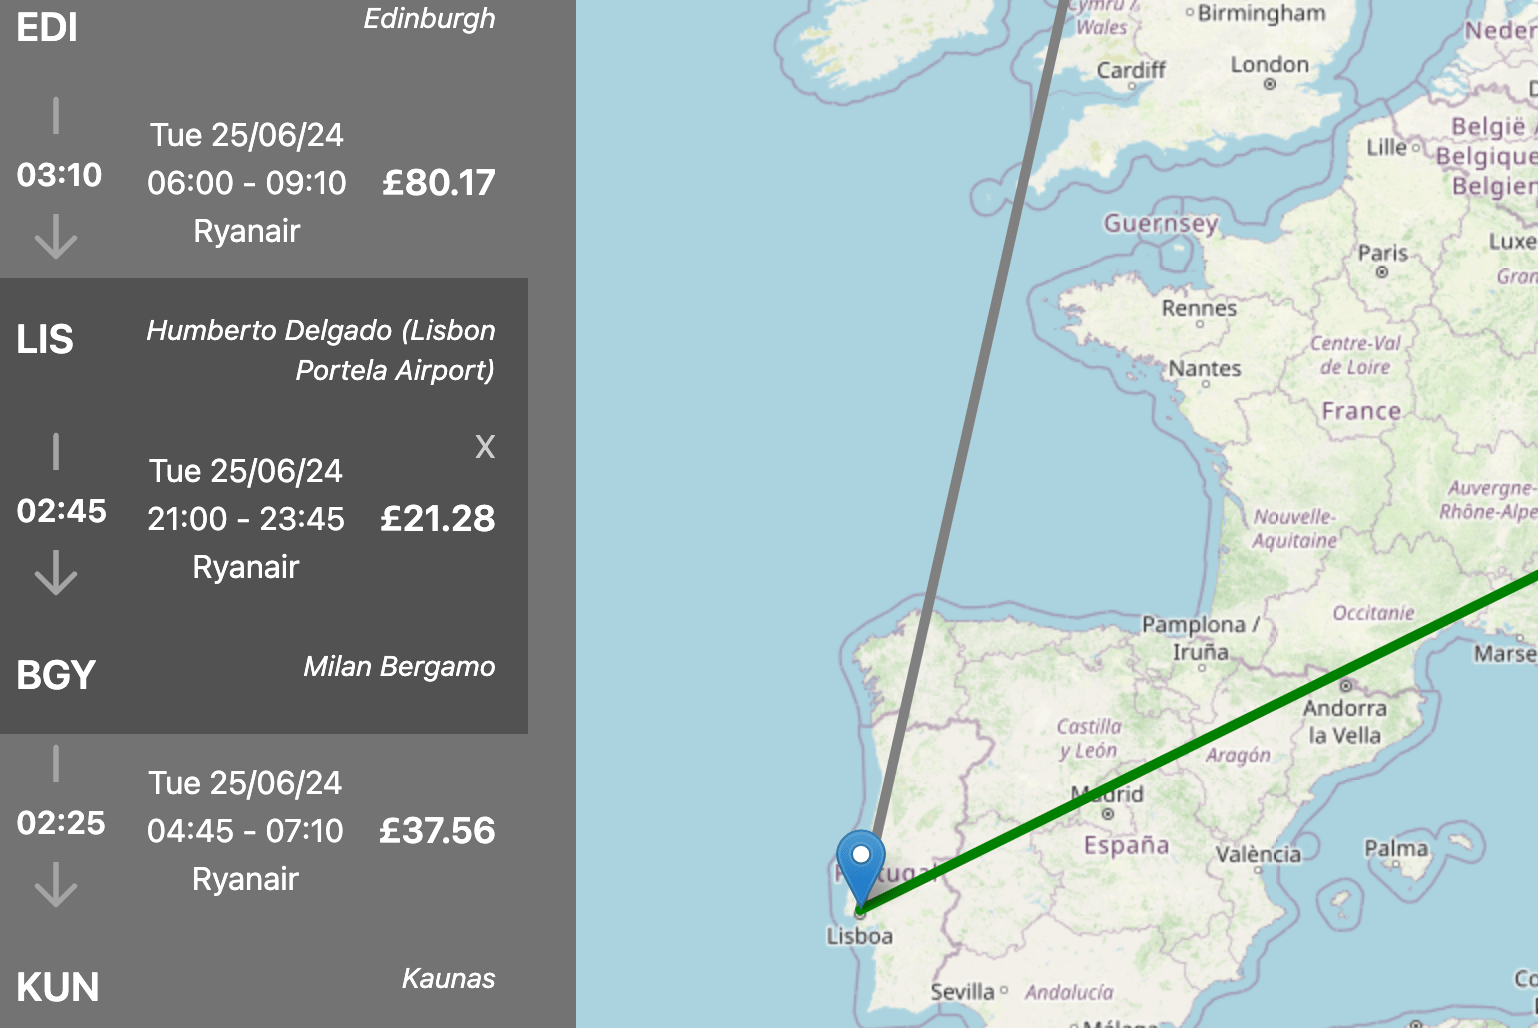 EDI
Edinburgh
Tue 25/06/24
03:10
06:00 - 09:10
£80.17
Ryanair
LIS
Humberto Delgado (Lisbon
Portela Airport)
X
Tue 25/06/24
02:45
21:00 - 23:45
£21.28
Ryanair
BGY
Milan Bergamo
Tue 25/06/24
02:25
04:45 - 07:10
£37.56
Ryanair
KUN
Kaunas
Cymru /
Wales
Birmingham
Cardiff
London
Neder
België /
Belgique
Belgien
Lille
Guernsey
Paris
Luxe
Gran
Rennes
Centre-Val
de Loire
Nantes
France
Auvergne-
Rhône-Alpe
Nouvelle-
Aquitaine
Occitanie
Pamplona /
Iruña
Marse
Andorra
la Vella
Castilla
y León
Aragón
Madrid
España
València
Palma
Portugal
Lisboa
Sevilla
Andalucía
Málaga
Co